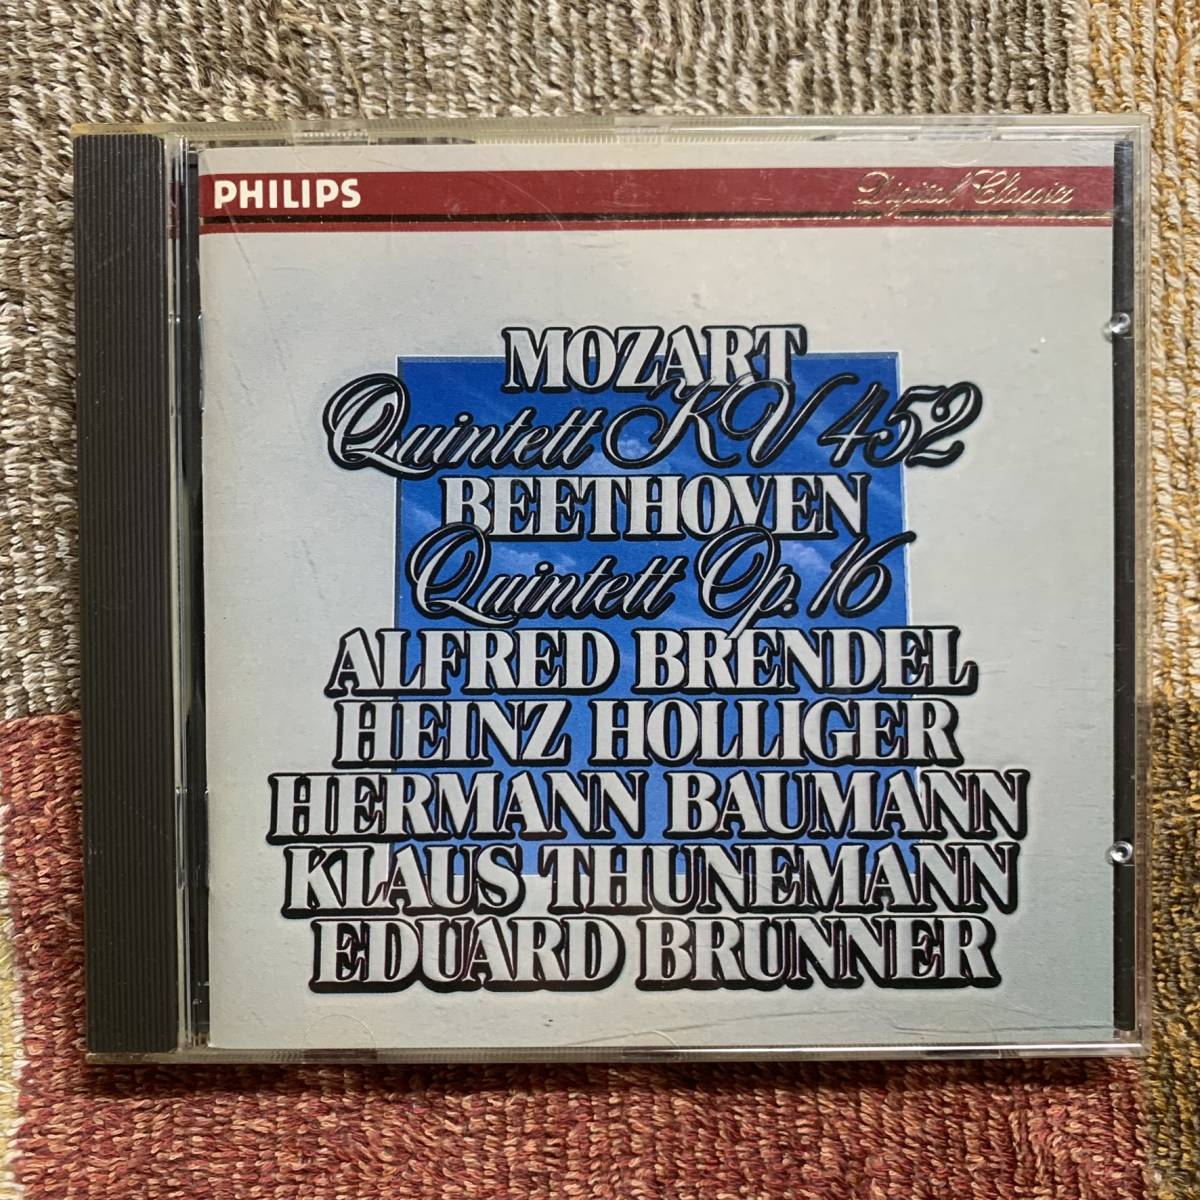 PHILIPS Digital Classics
MOZART
Quintett KV 452
BEETHOVEN
Quintett Op. 16
ALFRED BRENDEL
HEINZ HOLLIGER
HERMANN BAUMANN
KLAUS THUNEMANN
EDUARD BRUNNER